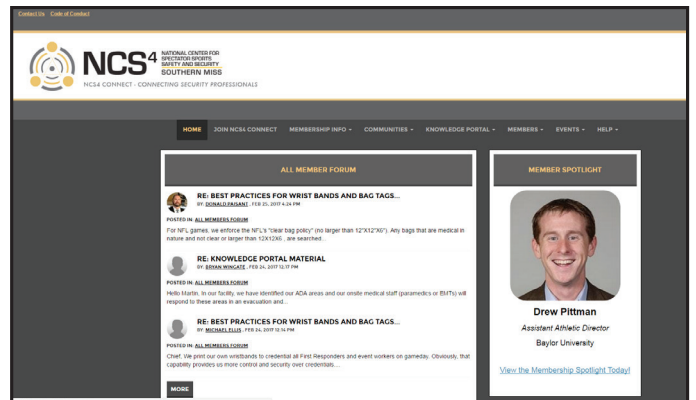 Contact Us Code of Conduct
NCS4
NATIONAL CENTER FOR
SPECTATOR SPORTS
SAFETY AND SECURITY
SOUTHERN MISS
NCS4 CONNECT - CONNECTING SECURITY PROFESSIONALS
HOME JOIN NCS4 CONNECT MEMBERSHIP INFO COMMUNITIES KNOWLEDGE PORTAL MEMBERS EVENTS HELP
ALL MEMBER FORUM
RE: BEST PRACTICES FOR WRIST BANDS AND BAG TAGS...
BY: DONALD PAISANT , FEB 25, 2017 4:24 PM
POSTED IN: ALL MEMBERS FORUM
For NFL games, we enforce the NFL's "clear bag policy" (no larger than 12"X12"X6"). Any bags that are medical in
nature and not clear or larger than 12X12X6 , are searched...
RE: KNOWLEDGE PORTAL MATERIAL
BY: BRYAN WINGATE , FEB 24, 2017 12:17 PM
POSTED IN: ALL MEMBERS FORUM
Hello Martin, In our facility, we have identified our ADA areas and our onsite medical staff (paramedics or EMTs) will
respond to these areas in an evacuation and...
RE: BEST PRACTICES FOR WRIST BANDS AND BAG TAGS...
BY: MICHAEL ELLIS , FEB 24, 2017 12:14 PM
POSTED IN: ALL MEMBERS FORUM
Chief, We print our own wristbands to credential all First Responders and event workers on gameday. Obviously, that
capability provides us more control and security over credentials....
MORE
MEMBER SPOTLIGHT
Drew Pittman
Assistant Athletic Director
Baylor University
View the Membership Spotlight Today!